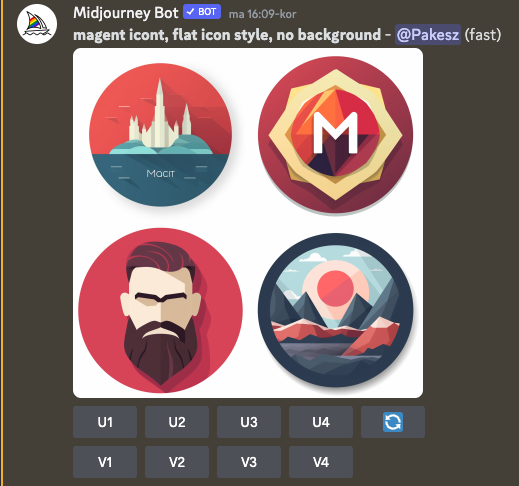 Midjourney Bot ✓ BOT ma 16:09-kor
magent icont, flat icon style, no background - @Pakesz (fast)
Macit
M
U1 U2 U3 U4
V1 V2 V3 V4